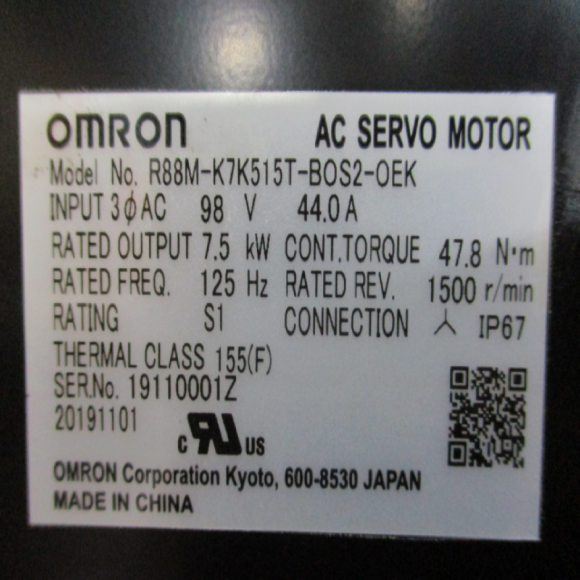 OMRON AC SERVO MOTOR
Model No. R88M-K7K515T-BOS2-OEK
INPUT 3ϕAC 98 V 44.0 A
RATED OUTPUT 7.5 kW CONT.TORQUE 47.8 N・m
RATED FREQ. 125 Hz RATED REV. 1500 r/min
RATING S1 CONNECTION 人 IP67
THERMAL CLASS 155(F)
SER.No. 19110001Z
20191101
c RU US
OMRON Corporation Kyoto, 600-8530 JAPAN
MADE IN CHINA